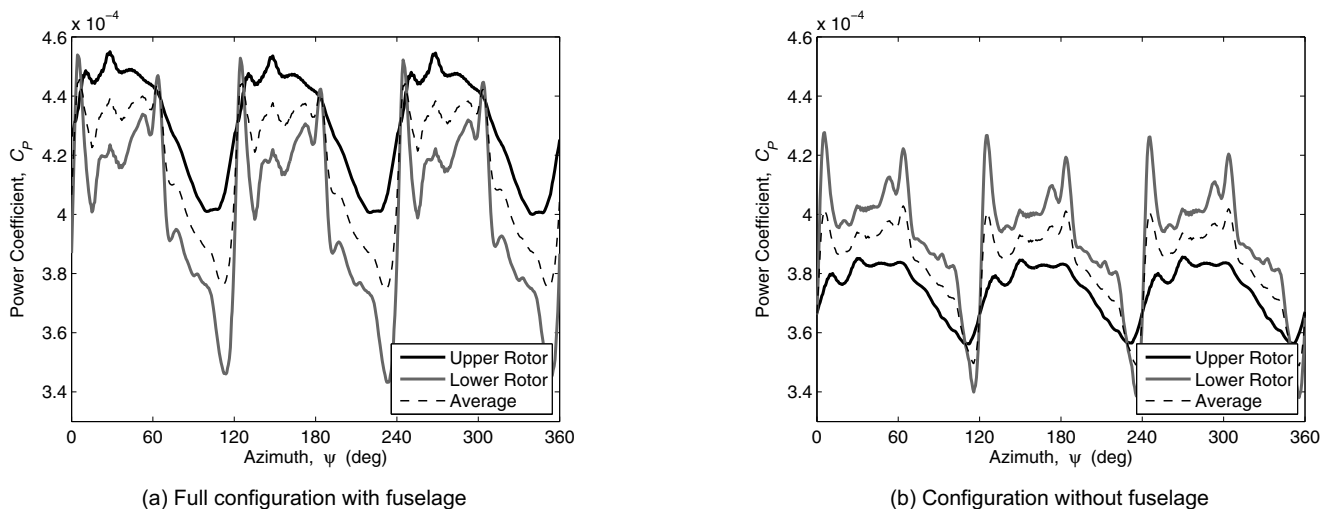 x 10⁻⁴
4.6
4.4
4.2
4
3.8
3.6
3.4
Power Coefficient, C_P
0 60 120 180 240 300 360
Azimuth, ψ (deg)
Upper Rotor
Lower Rotor
Average
(a) Full configuration with fuselage
x 10⁻⁴
4.6
4.4
4.2
4
3.8
3.6
3.4
Power Coefficient, C_P
0 60 120 180 240 300 360
Azimuth, ψ (deg)
Upper Rotor
Lower Rotor
Average
(b) Configuration without fuselage